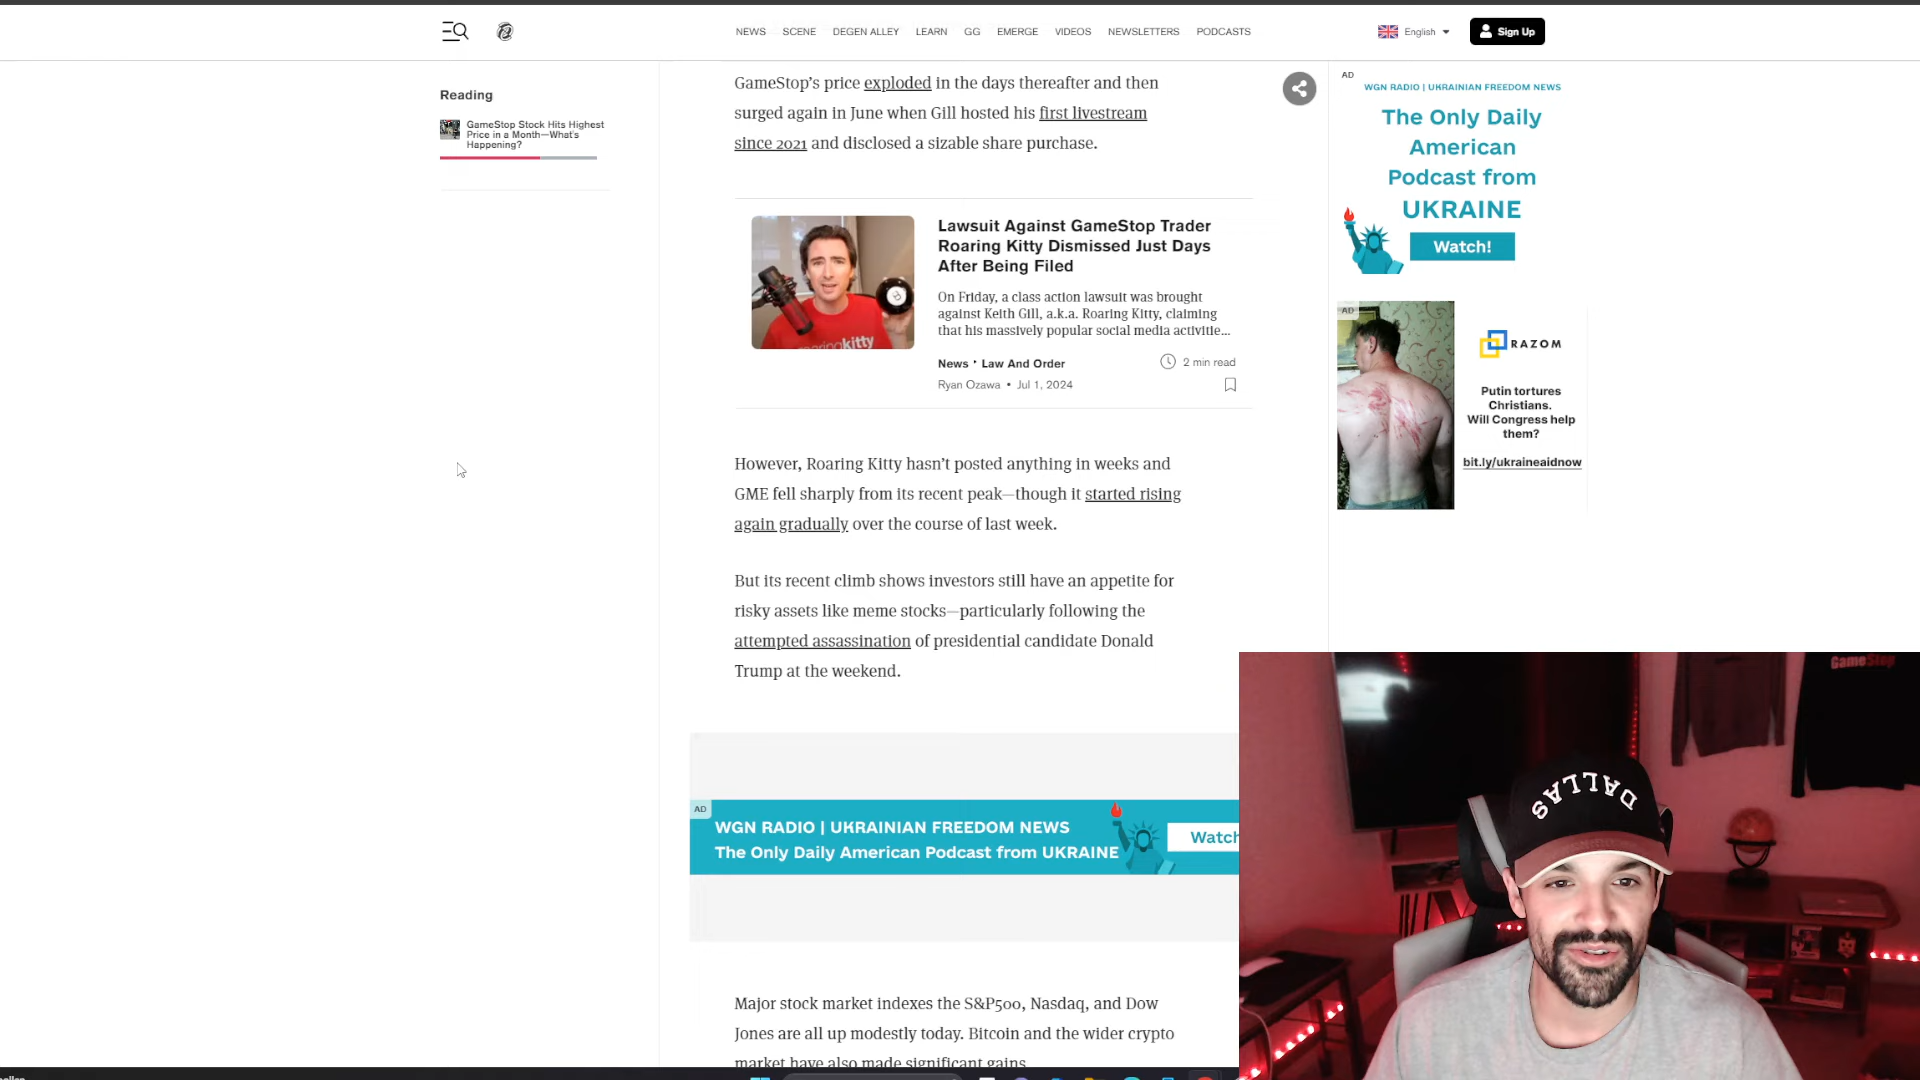 NEWS SCENE DEGEN ALLEY LEARN GG EMERGE VIDEOS NEWSLETTERS PODCASTS English Sign Up
Reading
GameStop Stock Hits Highest
Price in a Month—What's
Happening?
GameStop’s price exploded in the days thereafter and then
surged again in June when Gill hosted his first livestream
since 2021 and disclosed a sizable share purchase.
Lawsuit Against GameStop Trader
Roaring Kitty Dismissed Just Days
After Being Filed
On Friday, a class action lawsuit was brought
against Keith Gill, a.k.a. Roaring Kitty, claiming
that his massively popular social media activitie...
News • Law And Order
2 min read
Ryan Ozawa • Jul 1, 2024
However, Roaring Kitty hasn’t posted anything in weeks and
GME fell sharply from its recent peak—though it started rising
again gradually over the course of last week.
But its recent climb shows investors still have an appetite for
risky assets like meme stocks—particularly following the
attempted assassination of presidential candidate Donald
Trump at the weekend.
AD
WGN RADIO | UKRAINIAN FREEDOM NEWS
The Only Daily American Podcast from UKRAINE
Watch
Major stock market indexes the S&P500, Nasdaq, and Dow
Jones are all up modestly today. Bitcoin and the wider crypto
market have also made significant gains.
AD
WGN RADIO | UKRAINIAN FREEDOM NEWS
The Only Daily
American
Podcast from
UKRAINE
Watch!
AD
RAZOM
Putin tortures
Christians.
Will Congress help
them?
bit.ly/ukraineaidnow
GameStop
DALLAS